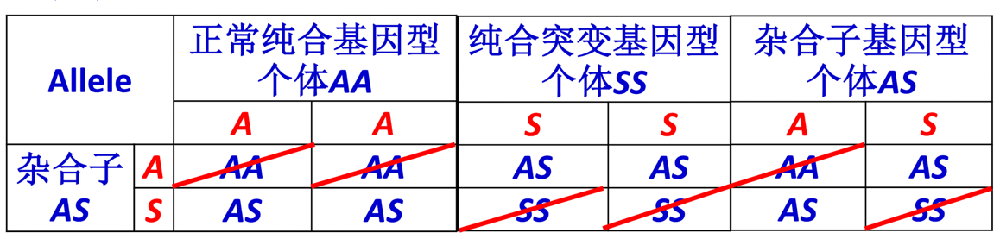 Allele
正常纯合基因型
个体AA
纯合突变基因型
个体SS
杂合子基因型
个体AS
A A S S A S
杂合子
AS
A AA AA AS AS AA AS
S AS AS SS SS AS SS